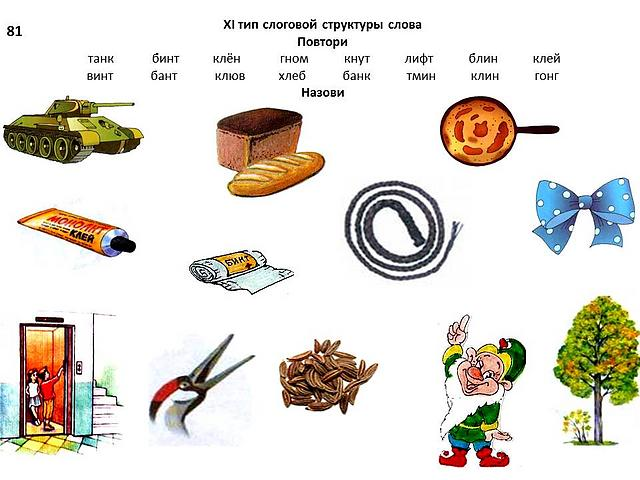 81
XI тип слоговой структуры слова
Повтори
танк бинт клён гном кнут лифт блин клей
винт бант клюв хлеб банк тмин клин гонг
Назови
МОНОЛИТ
КЛЕЙ
БИНТ